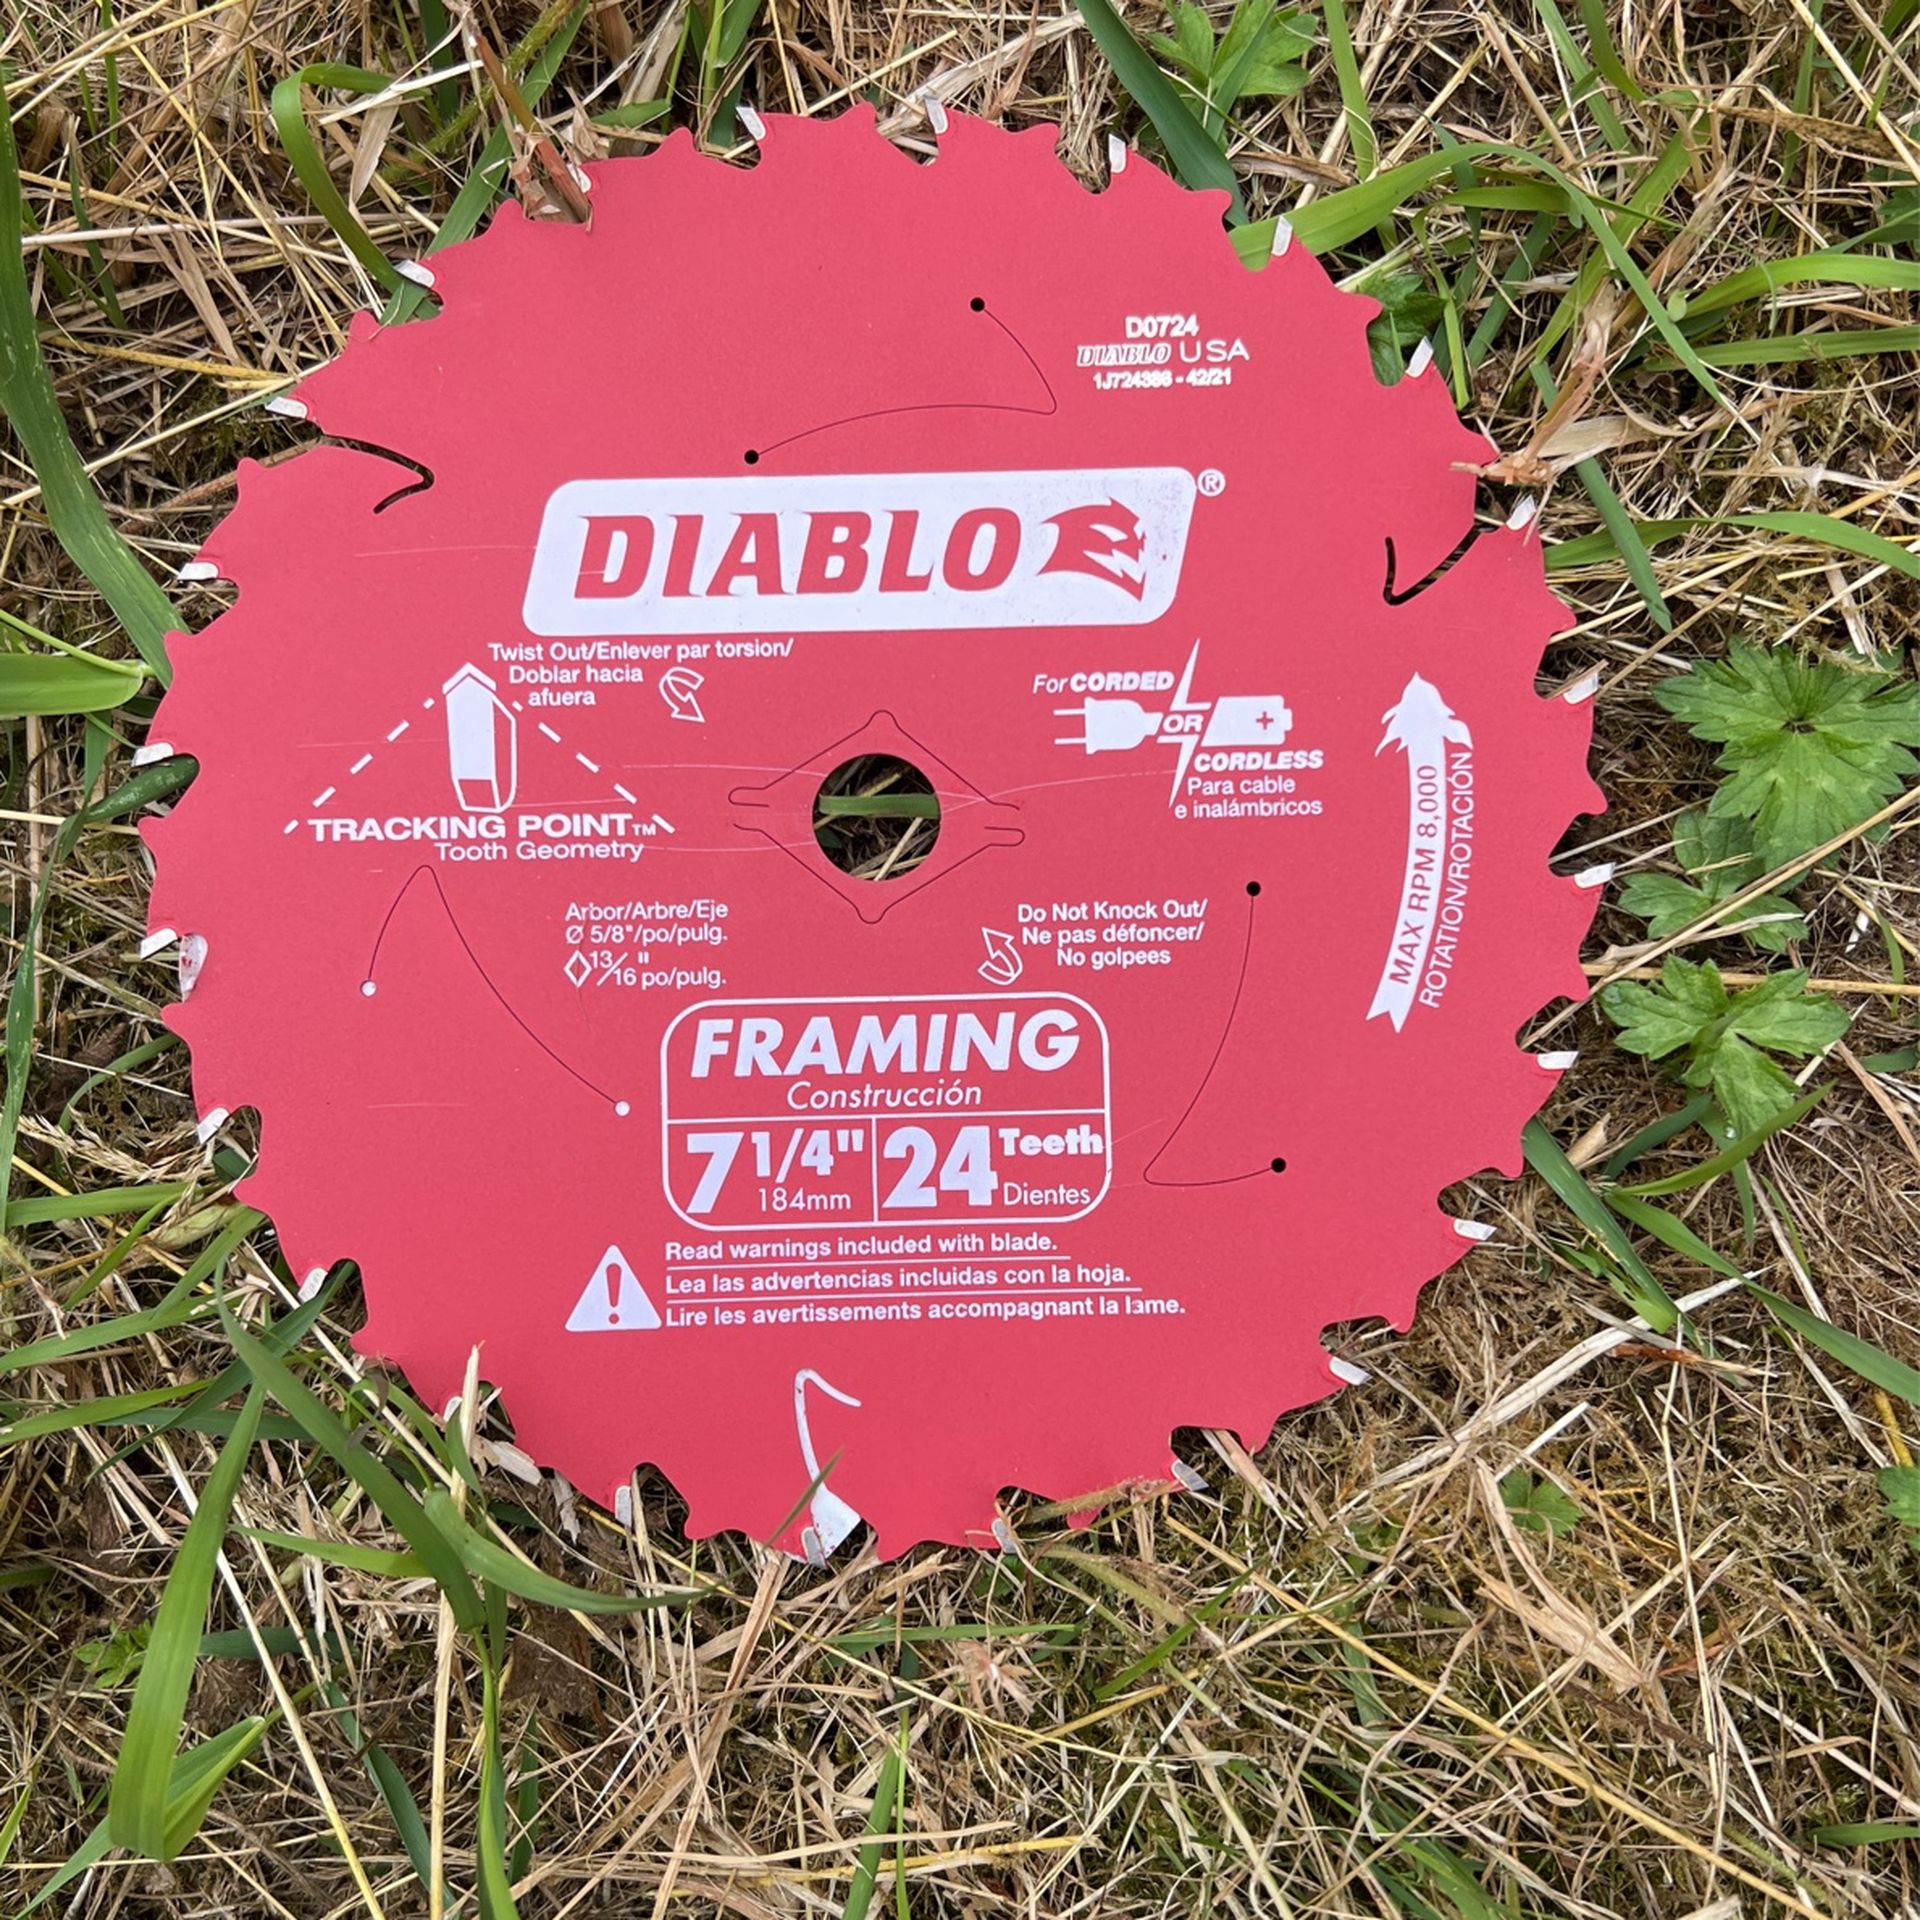 D0724
DIABLO USA
1J724386 - 42/21
DIABLO®
Twist Out/Enlever par torsion/
Doblar hacia
afuera
TRACKING POINT™
Tooth Geometry
For CORDED
OR
CORDLESS
Para cable
e inalámbricos
MAX RPM 8,000
ROTATION/ROTACIÓN
Arbor/Arbre/Eje
Ø 5/8"/po/pulg.
◇ 13/16" po/pulg.
Do Not Knock Out/
Ne pas défoncer/
No golpees
FRAMING
Construcción
7 1/4"
184mm
24 Teeth
Dientes
Read warnings included with blade.
Lea las advertencias incluidas con la hoja.
Lire les avertissements accompagnant la lame.